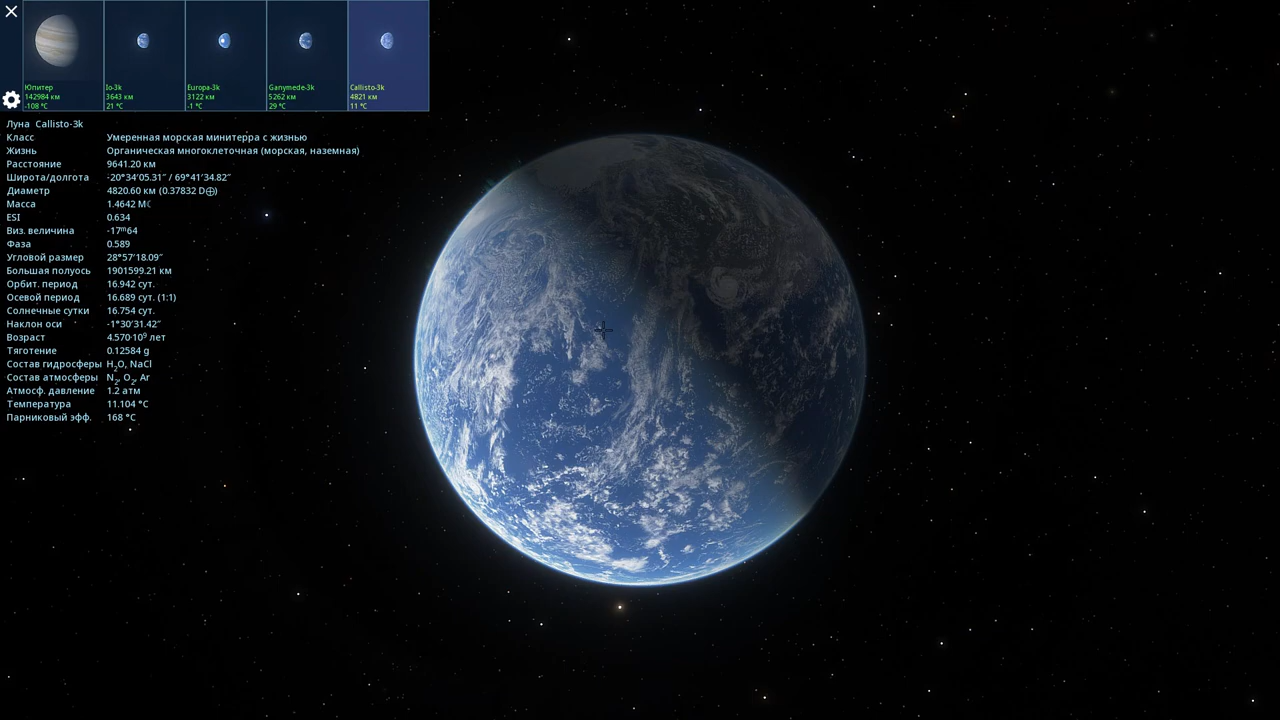 Юпитер
142984 км
-108 °C
Io-3k
3643 км
21 °C
Europa-3k
3122 км
-1 °C
Ganymede-3k
5262 км
29 °C
Callisto-3k
4821 км
11 °C
Луна Callisto-3k
Класс Умеренная морская минитерра с жизнью
Жизнь Органическая многоклеточная (морская, наземная)
Расстояние 9641.20 км
Широта/долгота -20°34′05.31″ / 69°41′34.82″
Диаметр 4820.60 км (0.37832 D⊕)
Масса 1.4642 M☾
ESI 0.634
Виз. величина -17ᵐ64
Фаза 0.589
Угловой размер 28°57′18.09″
Большая полуось 1901599.21 км
Орбит. период 16.942 сут.
Осевой период 16.689 сут. (1:1)
Солнечные сутки 16.754 сут.
Наклон оси -1°30′31.42″
Возраст 4.570·10⁹ лет
Тяготение 0.12584 g
Состав гидросферы H₂O, NaCl
Состав атмосферы N₂, O₂, Ar
Атмосф. давление 1.2 атм
Температура 11.104 °C
Парниковый эфф. 168 °C